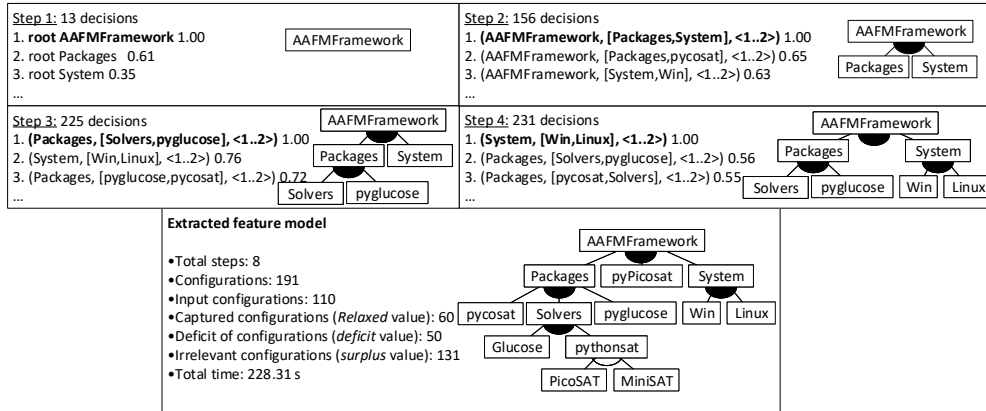 Step 1: 13 decisions
1. root AAFMFramework 1.00
2. root Packages 0.61
3. root System 0.35
...
AAFMFramework
Step 2: 156 decisions
1. (AAFMFramework, [Packages,System], <1..2>) 1.00
2. (AAFMFramework, [Packages,pycosat], <1..2>) 0.65
3. (AAFMFramework, [System,Win], <1..2>) 0.63
...
AAFMFramework
Packages System
Step 3: 225 decisions
1. (Packages, [Solvers,pyglucose], <1..2>) 1.00
2. (System, [Win,Linux], <1..2>) 0.76
3. (Packages, [pyglucose,pycosat], <1..2>) 0.72
...
AAFMFramework
Packages System
Solvers pyglucose
Step 4: 231 decisions
1. (System, [Win,Linux], <1..2>) 1.00
2. (Packages, [Solvers,pyglucose], <1..2>) 0.56
3. (Packages, [pycosat,Solvers], <1..2>) 0.55
...
AAFMFramework
Packages System
Solvers pyglucose Win Linux
Extracted feature model
•Total steps: 8
•Configurations: 191
•Input configurations: 110
•Captured configurations (Relaxed value): 60
•Deficit of configurations (deficit value): 50
•Irrelevant configurations (surplus value): 131
•Total time: 228.31 s
AAFMFramework
Packages pyPicosat System
pycosat Solvers pyglucose Win Linux
Glucose pythonsat
PicoSAT MiniSAT